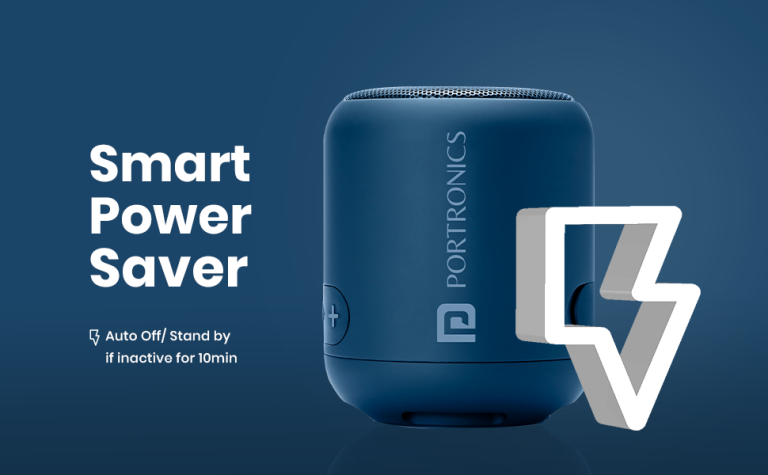 Smart
Power
Saver
Auto Off/ Stand by
if inactive for 10min
PORTRONICS